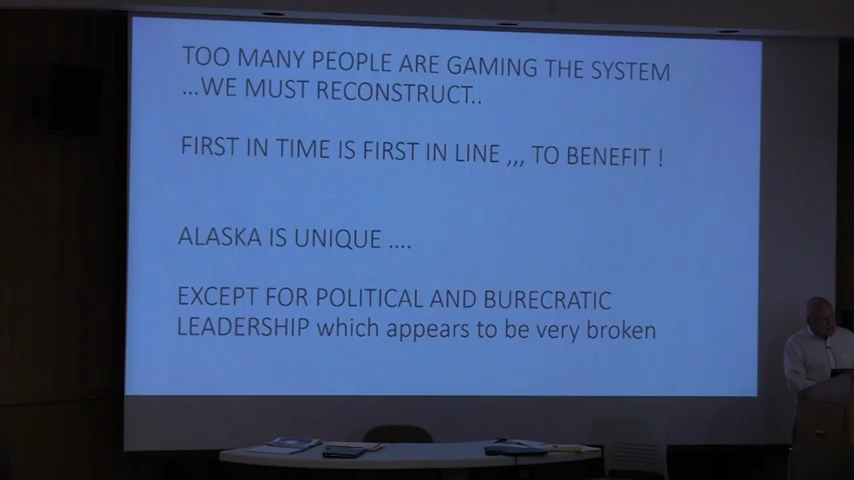 TOO MANY PEOPLE ARE GAMING THE SYSTEM
...WE MUST RECONSTRUCT..
FIRST IN TIME IS FIRST IN LINE ,,, TO BENEFIT !
ALASKA IS UNIQUE ....
EXCEPT FOR POLITICAL AND BURECRATIC
LEADERSHIP which appears to be very broken